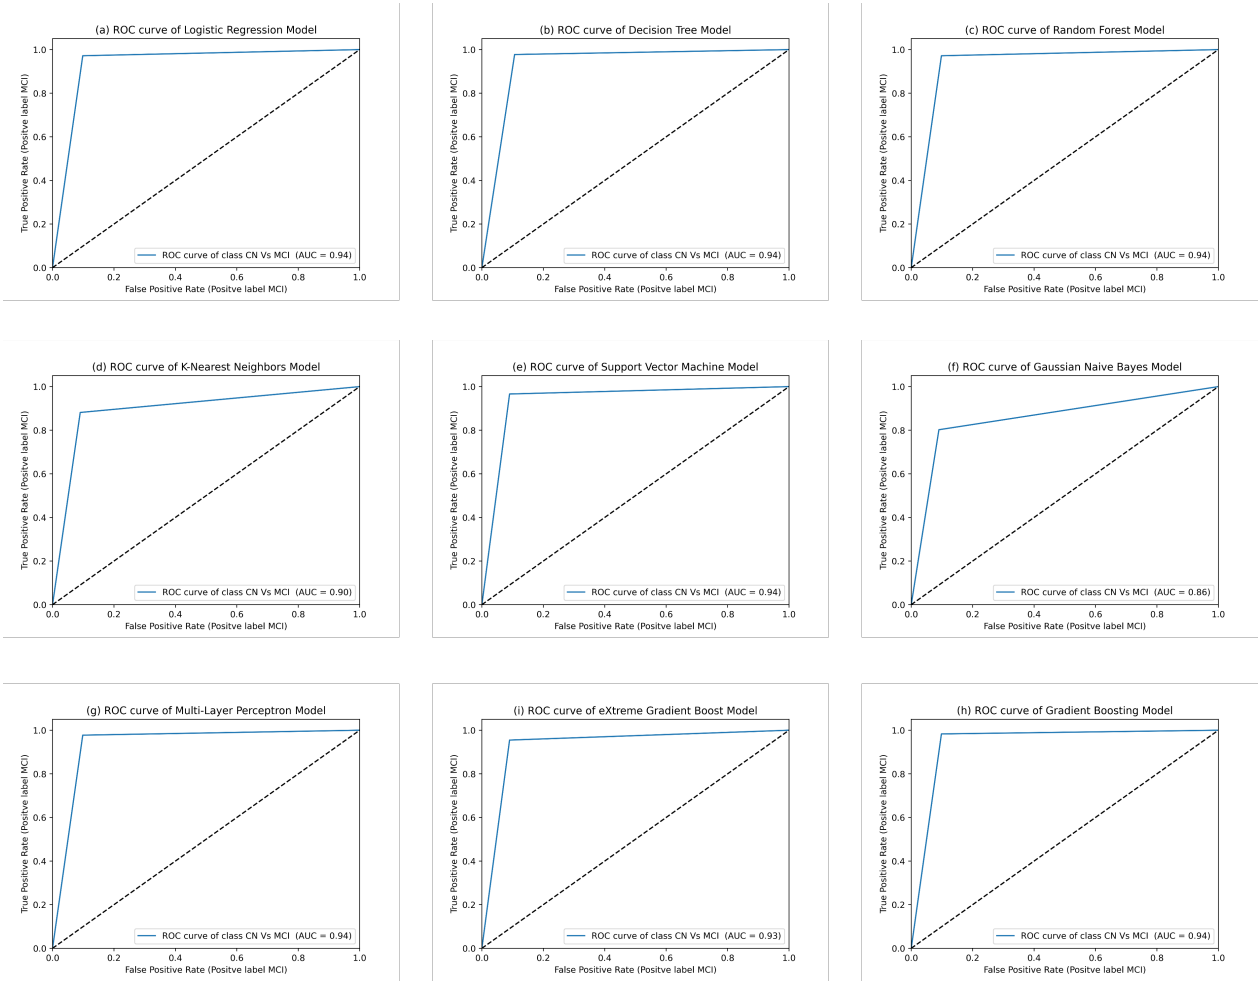 (a) ROC curve of Logistic Regression Model
True Positive Rate (Positve label MCI)
1.0
0.8
0.6
0.4
0.2
0.0
ROC curve of class CN Vs MCI (AUC = 0.94)
0.0 0.2 0.4 0.6 0.8 1.0
False Positive Rate (Positve label MCI)
(b) ROC curve of Decision Tree Model
True Positive Rate (Positve label MCI)
1.0
0.8
0.6
0.4
0.2
0.0
ROC curve of class CN Vs MCI (AUC = 0.94)
0.0 0.2 0.4 0.6 0.8 1.0
False Positive Rate (Positve label MCI)
(c) ROC curve of Random Forest Model
True Positive Rate (Positve label MCI)
1.0
0.8
0.6
0.4
0.2
0.0
ROC curve of class CN Vs MCI (AUC = 0.94)
0.0 0.2 0.4 0.6 0.8 1.0
False Positive Rate (Positve label MCI)
(d) ROC curve of K-Nearest Neighbors Model
True Positive Rate (Positve label MCI)
1.0
0.8
0.6
0.4
0.2
0.0
ROC curve of class CN Vs MCI (AUC = 0.90)
0.0 0.2 0.4 0.6 0.8 1.0
False Positive Rate (Positve label MCI)
(e) ROC curve of Support Vector Machine Model
True Positive Rate (Positve label MCI)
1.0
0.8
0.6
0.4
0.2
0.0
ROC curve of class CN Vs MCI (AUC = 0.94)
0.0 0.2 0.4 0.6 0.8 1.0
False Positive Rate (Positve label MCI)
(f) ROC curve of Gaussian Naive Bayes Model
True Positive Rate (Positve label MCI)
1.0
0.8
0.6
0.4
0.2
0.0
ROC curve of class CN Vs MCI (AUC = 0.86)
0.0 0.2 0.4 0.6 0.8 1.0
False Positive Rate (Positve label MCI)
(g) ROC curve of Multi-Layer Perceptron Model
True Positive Rate (Positve label MCI)
1.0
0.8
0.6
0.4
0.2
0.0
ROC curve of class CN Vs MCI (AUC = 0.94)
0.0 0.2 0.4 0.6 0.8 1.0
False Positive Rate (Positve label MCI)
(i) ROC curve of eXtreme Gradient Boost Model
True Positive Rate (Positve label MCI)
1.0
0.8
0.6
0.4
0.2
0.0
ROC curve of class CN Vs MCI (AUC = 0.93)
0.0 0.2 0.4 0.6 0.8 1.0
False Positive Rate (Positve label MCI)
(h) ROC curve of Gradient Boosting Model
True Positive Rate (Positve label MCI)
1.0
0.8
0.6
0.4
0.2
0.0
ROC curve of class CN Vs MCI (AUC = 0.94)
0.0 0.2 0.4 0.6 0.8 1.0
False Positive Rate (Positve label MCI)